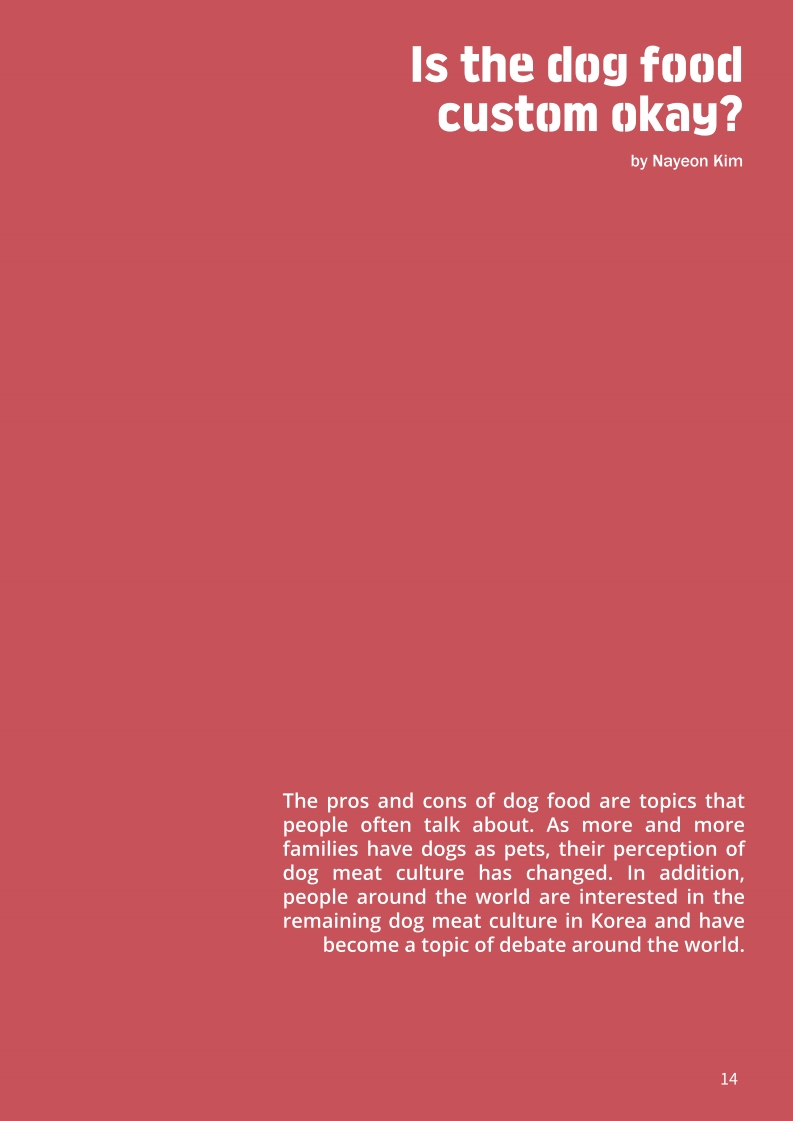 Is the dog food
custom okay?
by Nayeon Kim
The pros and cons of dog food are topics that
people often talk about. As more and more
families have dogs as pets, their perception of
dog meat culture has changed. In addition,
people around the world are interested in the
remaining dog meat culture in Korea and have
become a topic of debate around the world.
14